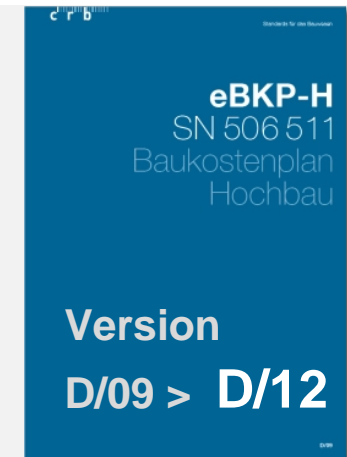 crb
Standards für das Bauwesen
eBKP-H
SN 506 511
Baukostenplan
Hochbau
Version
D/09 > D/12
D/09